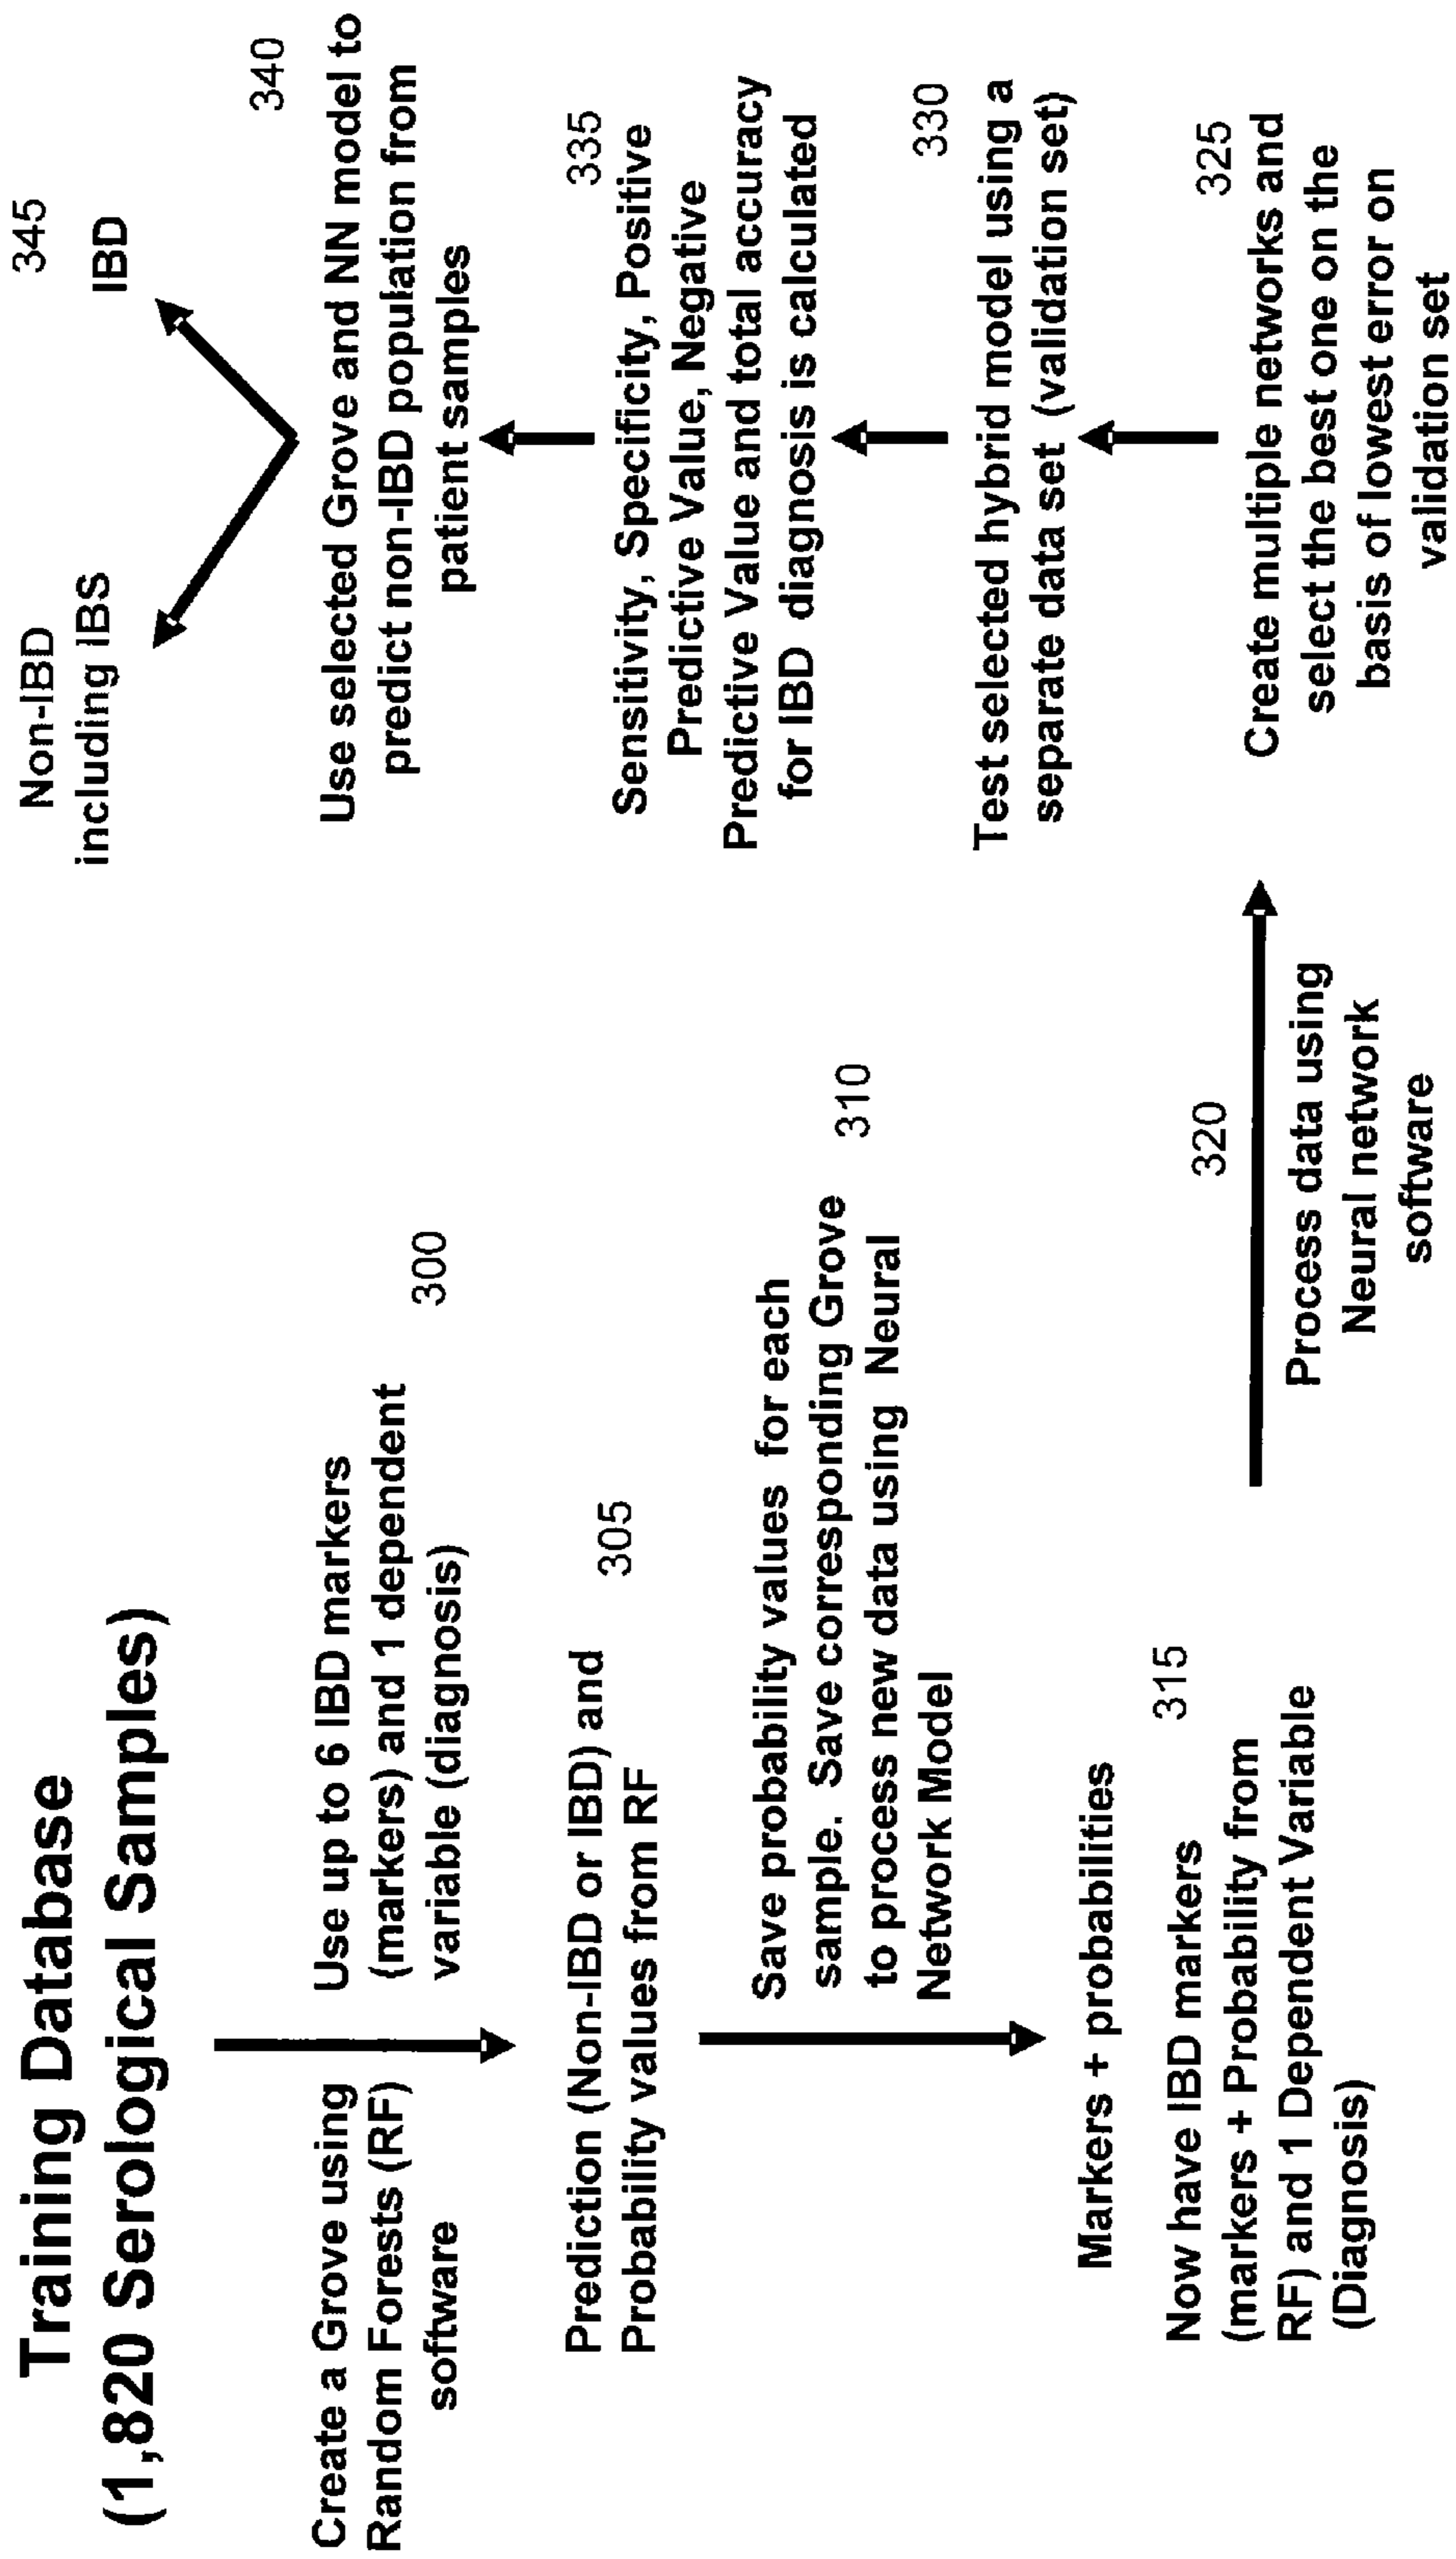 Training Database
(1,820 Serological Samples)
Create a Grove using
Random Forests (RF)
software
Use up to 6 IBD markers
(markers) and 1 dependent
variable (diagnosis)
300
Prediction (Non-IBD or IBD) and
Probability values from RF
305
Save probability values for each
sample. Save corresponding Grove
to process new data using Neural
Network Model
310
Markers + probabilities
315
Now have IBD markers
(markers + Probability from
RF) and 1 Dependent Variable
(Diagnosis)
320
Process data using
Neural network
software
325
Create multiple networks and
select the best one on the
basis of lowest error on
validation set
330
Test selected hybrid model using a
separate data set (validation set)
335
Sensitivity, Specificity, Positive
Predictive Value, Negative
Predictive Value and total accuracy
for IBD diagnosis is calculated
340
Use selected Grove and NN model to
predict non-IBD population from
patient samples
Non-IBD
including IBS
345
IBD